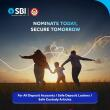 SBI
NOMINATE TODAY,
SECURE TOMORROW
For All Deposit Accounts / Safe Deposit Lockers /
Safe Custody Articles.